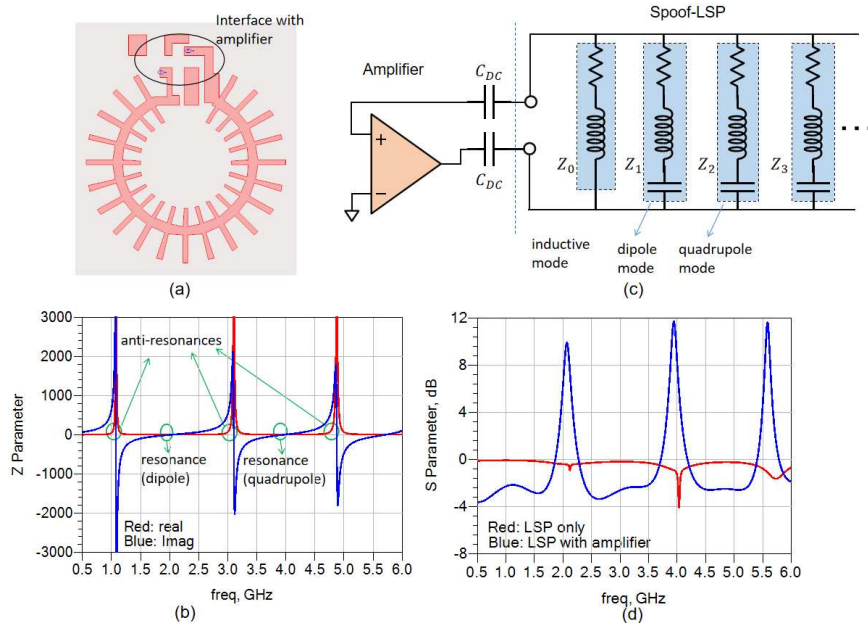 (a)
Interface with
amplifier
Spoof-LSP
Amplifier
C_DC
C_DC
+
−
Z_0
Z_1
Z_2
Z_3
...
inductive
mode
dipole
mode
quadrupole
mode
(a)
(c)
3000
2000
1000
0
-1000
-2000
-3000
Z Parameter
anti-resonances
resonance
(dipole)
resonance
(quadrupole)
Red: real
Blue: Imag
0.5 1.0 1.5 2.0 2.5 3.0 3.5 4.0 4.5 5.0 5.5 6.0
freq, GHz
(b)
12
8
4
0
-4
-8
S Parameter, dB
Red: LSP only
Blue: LSP with amplifier
0.5 1.0 1.5 2.0 2.5 3.0 3.5 4.0 4.5 5.0 5.5 6.0
freq, GHz
(d)